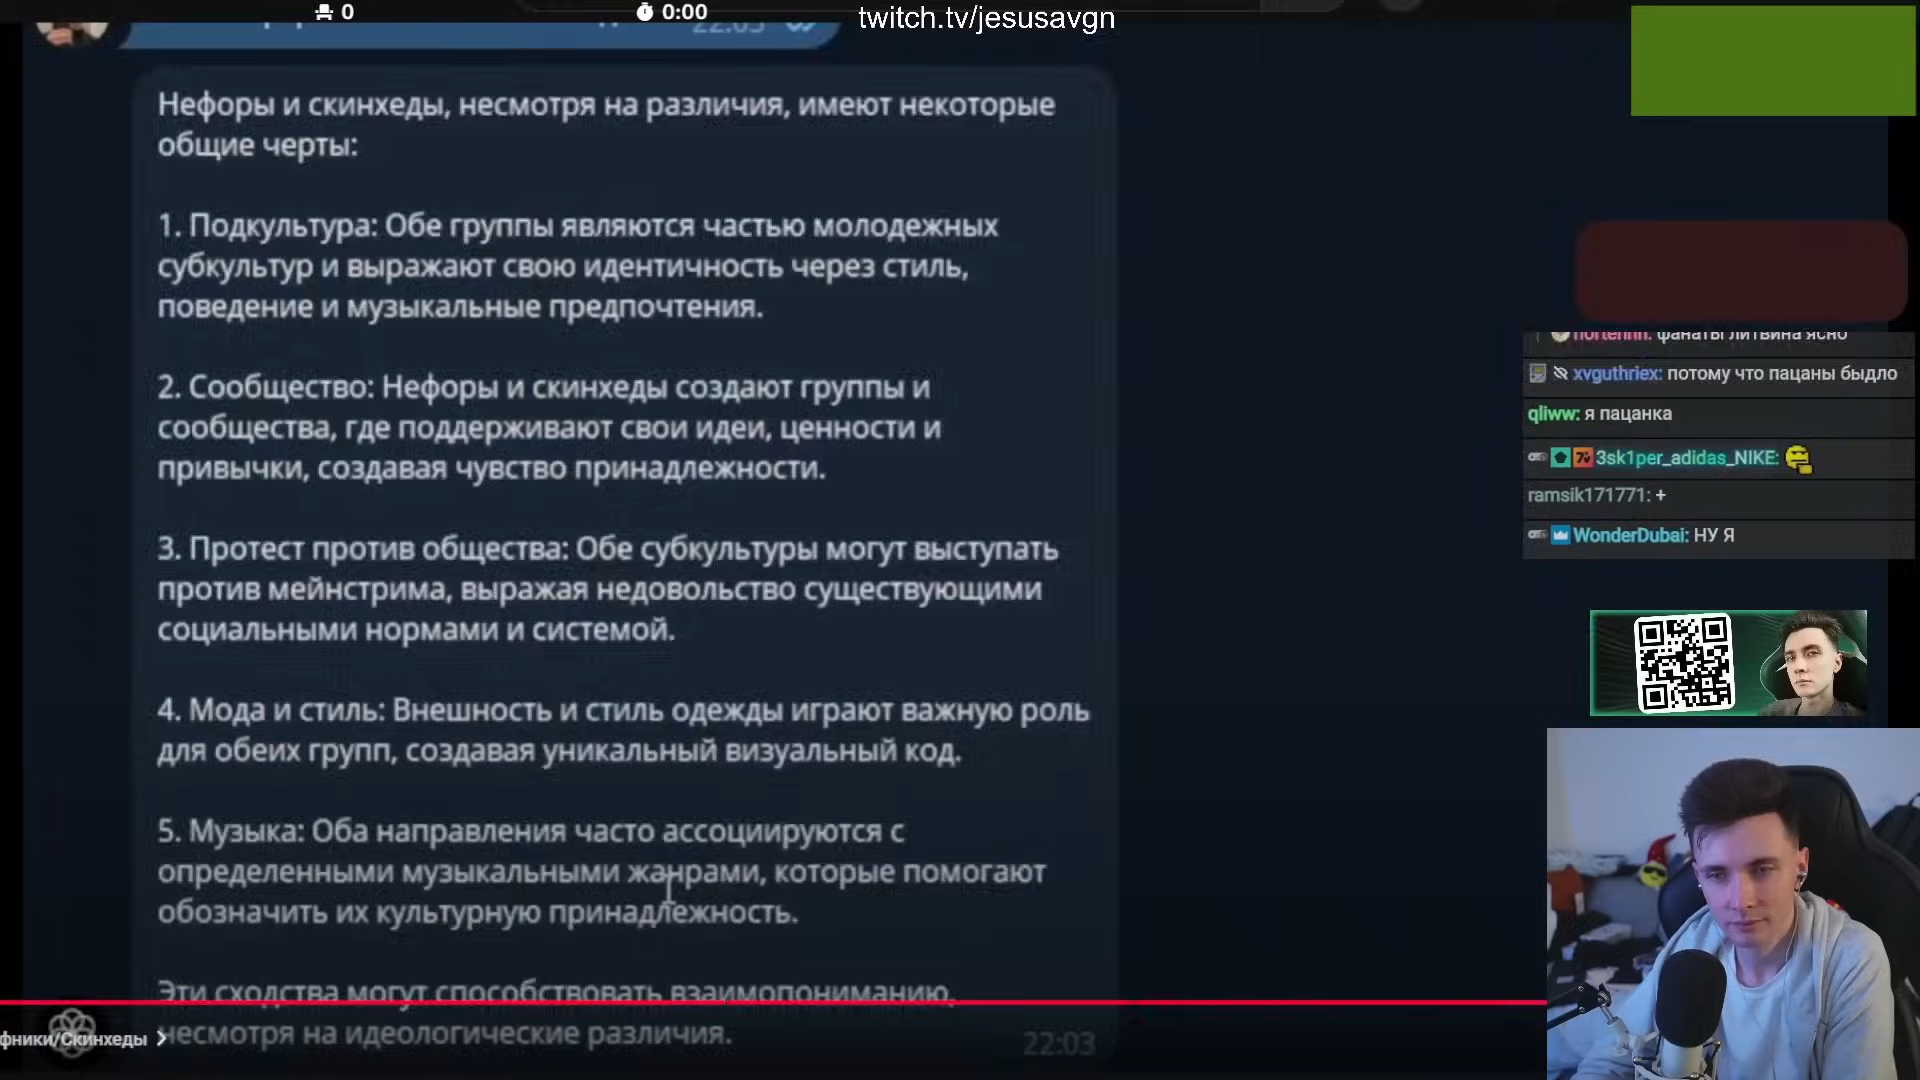 0
0:00
twitch.tv/jesusavgn
22:03
Нефоры и скинхеды, несмотря на различия, имеют некоторые
общие черты:
1. Подкультура: Обе группы являются частью молодежных
субкультур и выражают свою идентичность через стиль,
поведение и музыкальные предпочтения.
2. Сообщество: Нефоры и скинхеды создают группы и
сообщества, где поддерживают свои идеи, ценности и
привычки, создавая чувство принадлежности.
3. Протест против общества: Обе субкультуры могут выступать
против мейнстрима, выражая недовольство существующими
социальными нормами и системой.
4. Мода и стиль: Внешность и стиль одежды играют важную роль
для обеих групп, создавая уникальный визуальный код.
5. Музыка: Оба направления часто ассоциируются с
определенными музыкальными жанрами, которые помогают
обозначить их культурную принадлежность.
Эти сходства могут способствовать взаимопониманию,
несмотря на идеологические различия.
22:03
фники/Скинхеды
фанаты литвина ясно
xvguthriex: потому что пацаны быдло
qliww: я пацанка
3sk1per_adidas_NIKE:
ramsik171771: +
WonderDubai: НУ Я